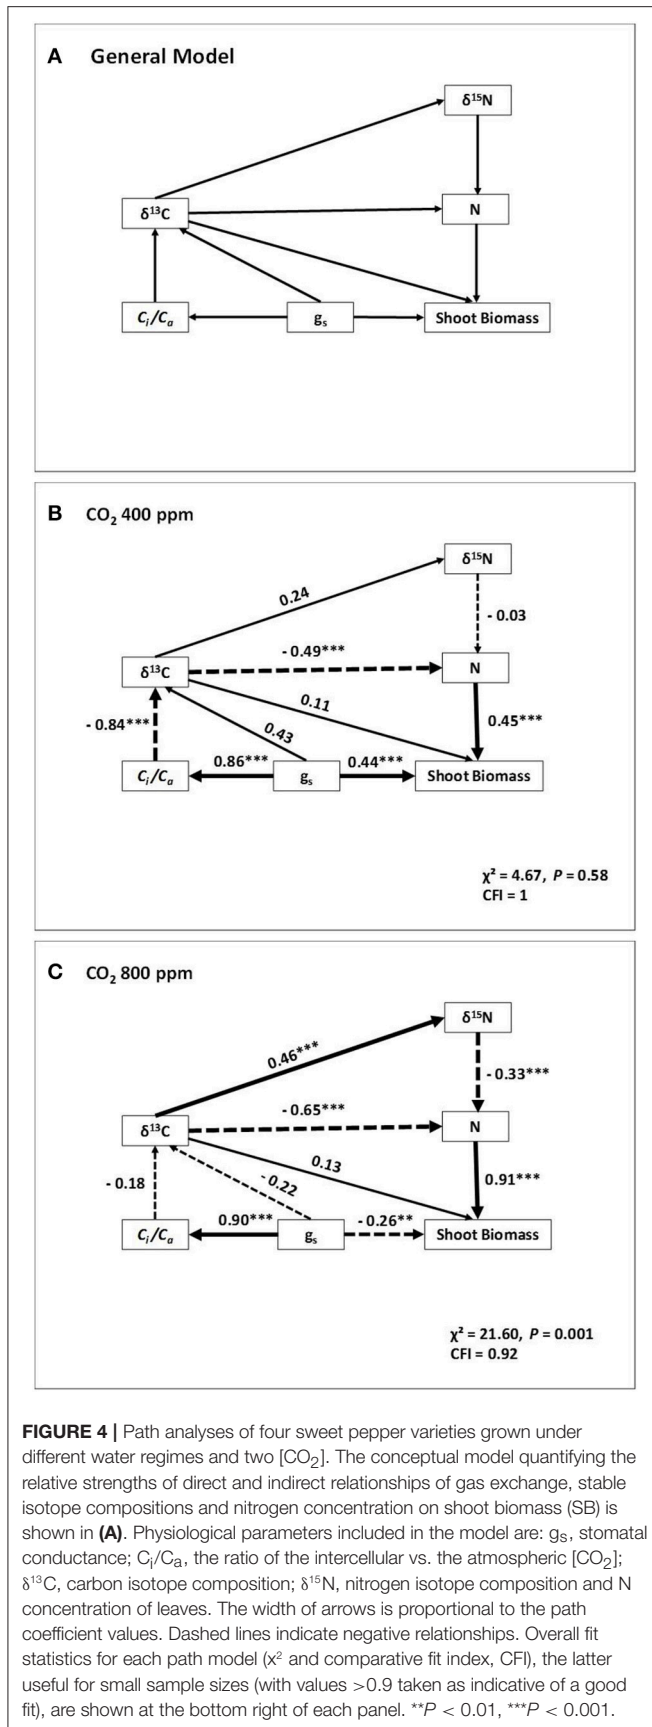 A General Model
δ¹⁵N
δ¹³C
N
Cᵢ/Cₐ
gₛ
Shoot Biomass
B CO₂ 400 ppm
δ¹⁵N
0.24
- 0.03
- 0.49***
δ¹³C
N
0.11
- 0.84***
0.43
0.45***
Cᵢ/Cₐ
0.86***
gₛ
0.44***
Shoot Biomass
χ² = 4.67, P = 0.58
CFI = 1
C CO₂ 800 ppm
δ¹⁵N
0.46***
- 0.33***
- 0.65***
δ¹³C
N
0.13
- 0.18
- 0.22
0.91***
Cᵢ/Cₐ
0.90***
gₛ
- 0.26**
Shoot Biomass
χ² = 21.60, P = 0.001
CFI = 0.92
FIGURE 4 | Path analyses of four sweet pepper varieties grown under
different water regimes and two [CO₂]. The conceptual model quantifying the
relative strengths of direct and indirect relationships of gas exchange, stable
isotope compositions and nitrogen concentration on shoot biomass (SB) is
shown in (A). Physiological parameters included in the model are: gₛ, stomatal
conductance; Cᵢ/Cₐ, the ratio of the intercellular vs. the atmospheric [CO₂];
δ¹³C, carbon isotope composition; δ¹⁵N, nitrogen isotope composition and N
concentration of leaves. The width of arrows is proportional to the path
coefficient values. Dashed lines indicate negative relationships. Overall fit
statistics for each path model (x² and comparative fit index, CFI), the latter
useful for small sample sizes (with values >0.9 taken as indicative of a good
fit), are shown at the bottom right of each panel. **P < 0.01, ***P < 0.001.